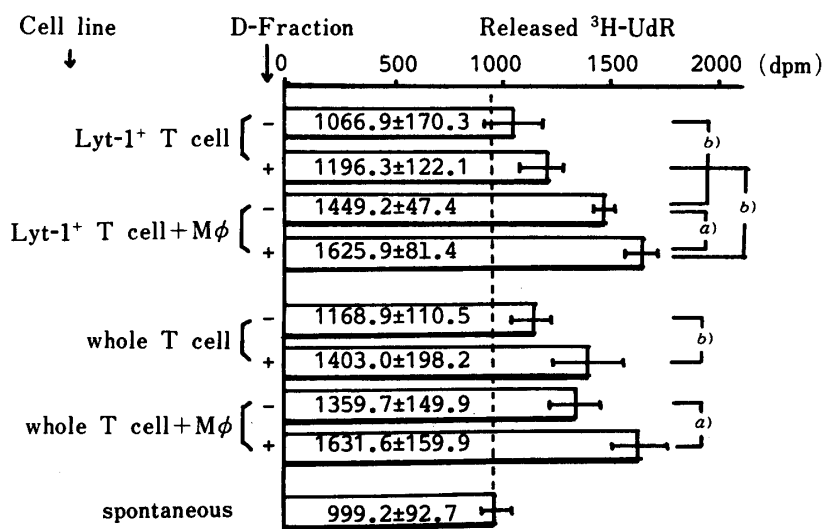 Cell line D-Fraction Released ³H-UdR
0 500 1000 1500 2000 (dpm)
Lyt-1⁺ T cell
− 1066.9±170.3
+ 1196.3±122.1
Lyt-1⁺ T cell+Mϕ
− 1449.2±47.4
+ 1625.9±81.4
b)
a)
b)
whole T cell
− 1168.9±110.5
+ 1403.0±198.2
b)
whole T cell+Mϕ
− 1359.7±149.9
+ 1631.6±159.9
a)
spontaneous 999.2±92.7